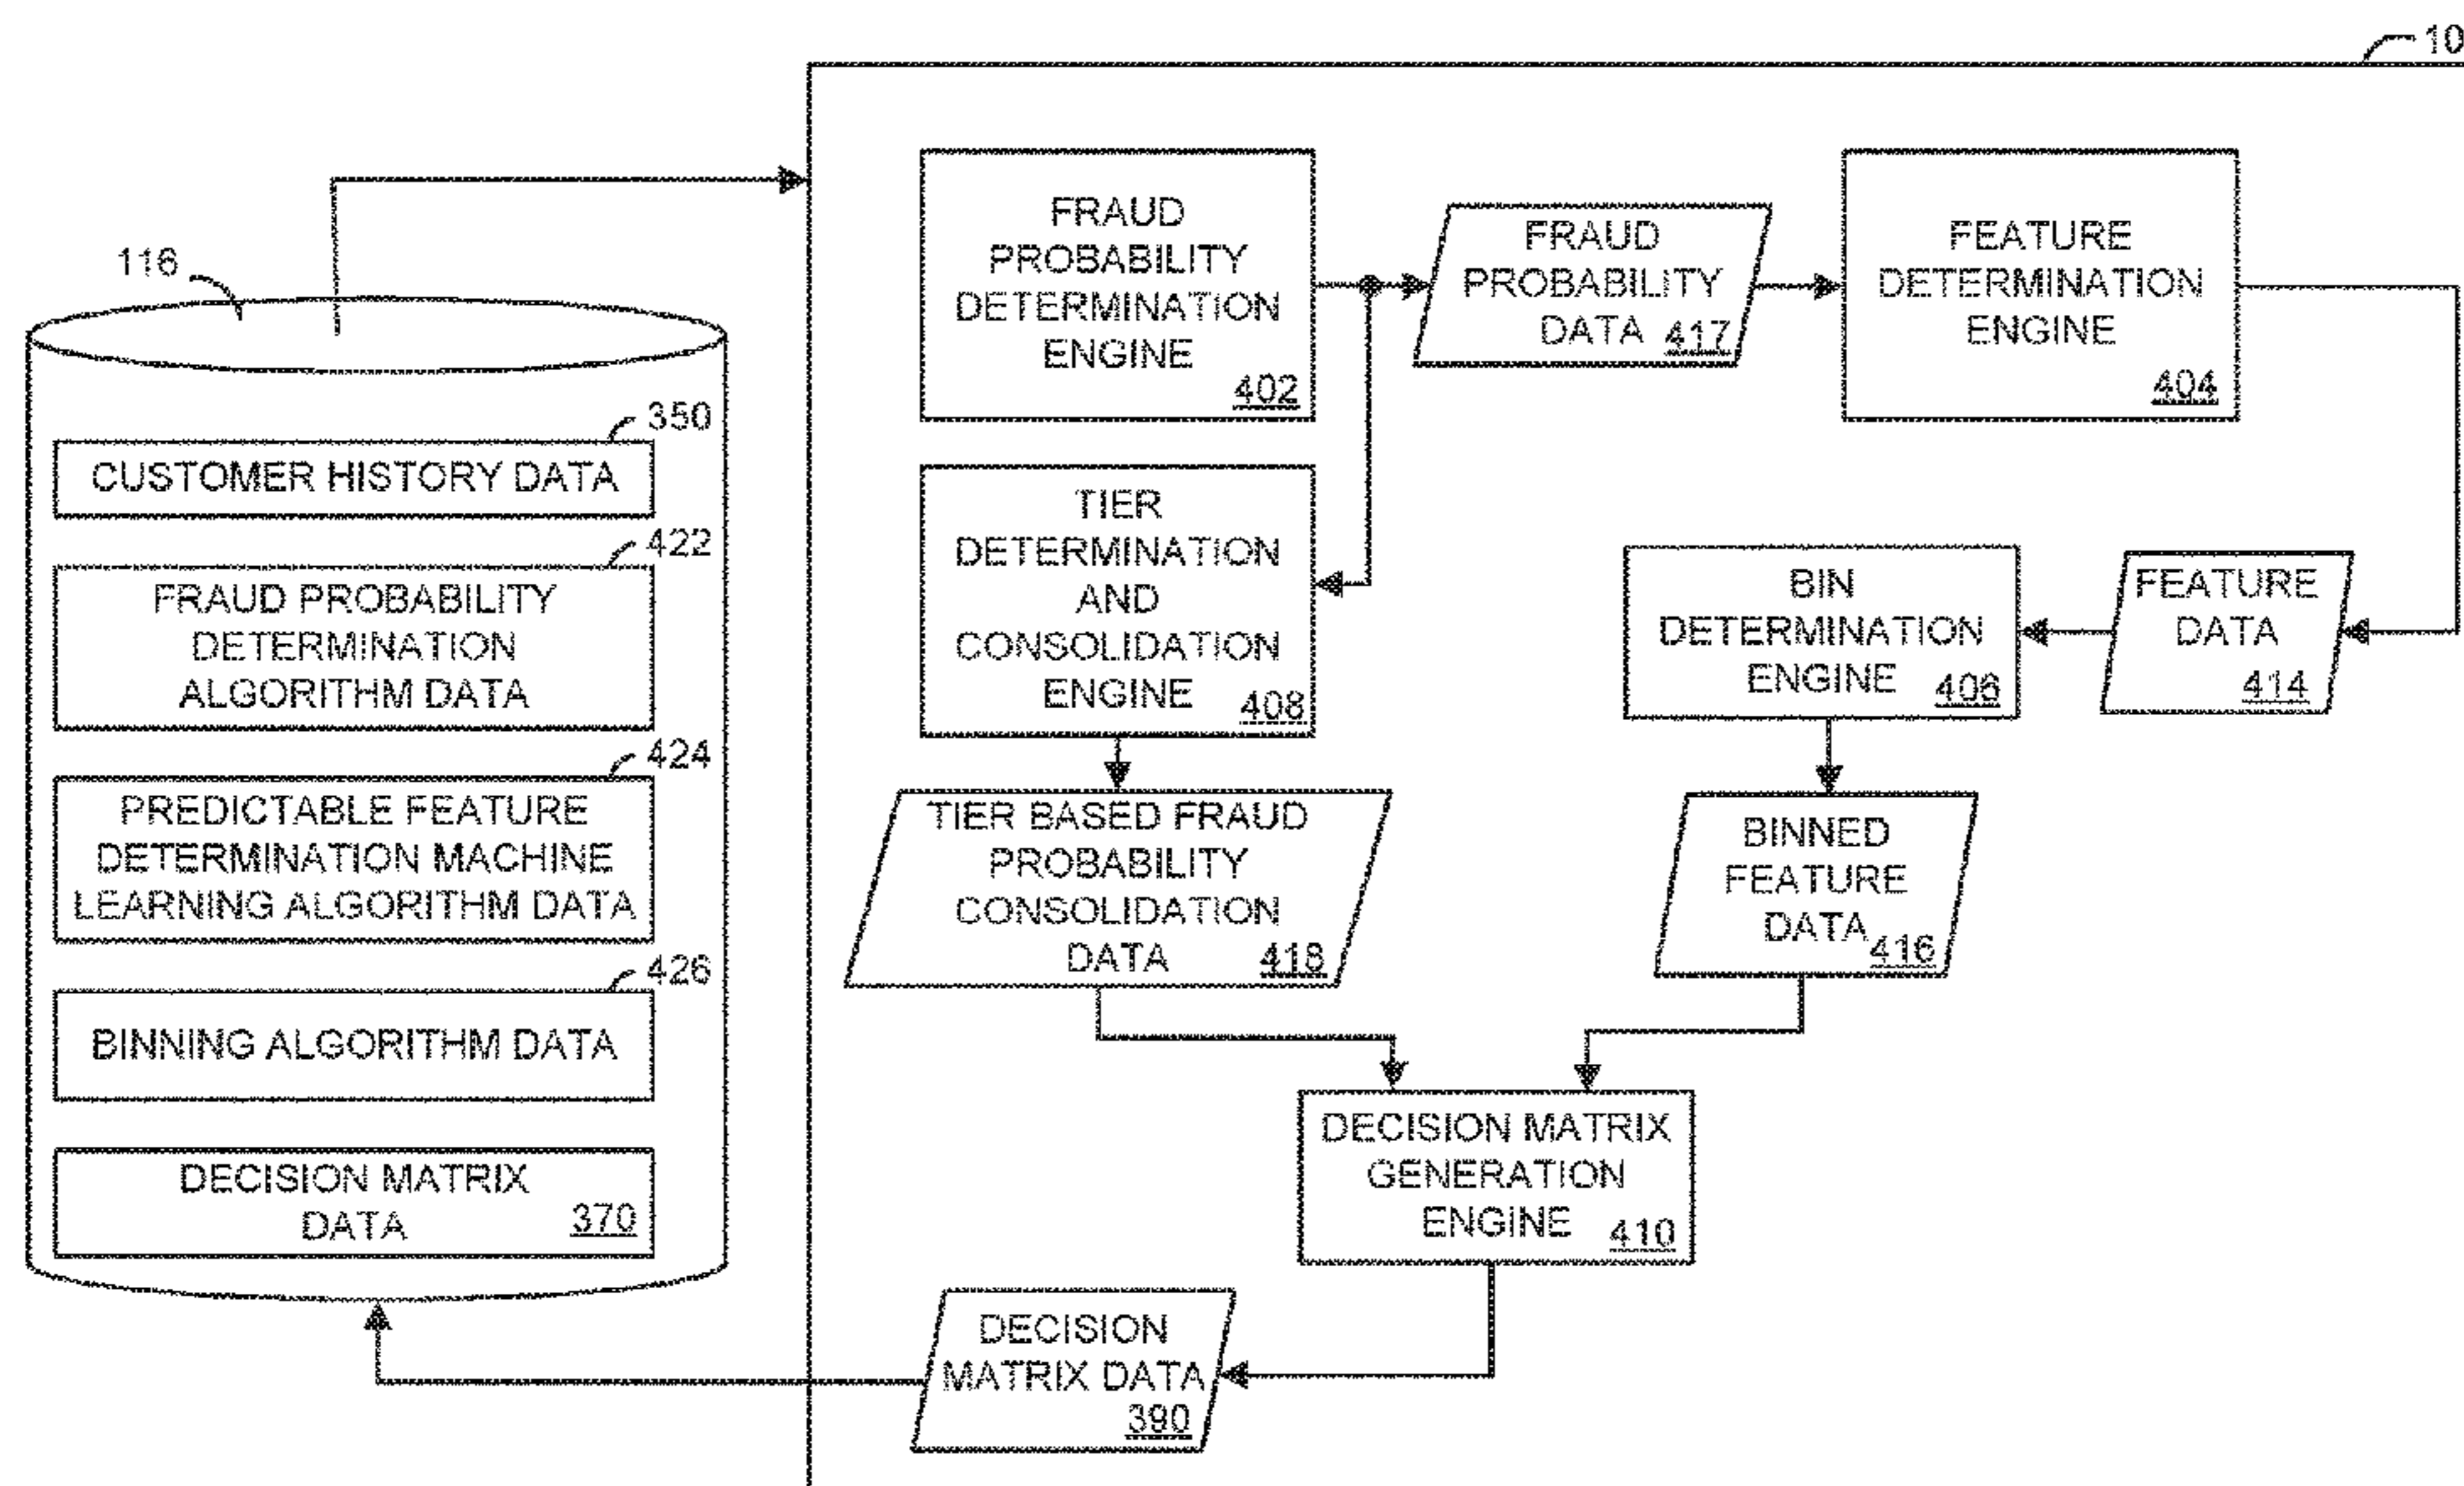 10
116
350
CUSTOMER HISTORY DATA
422
FRAUD PROBABILITY
DETERMINATION
ALGORITHM DATA
424
PREDICTABLE FEATURE
DETERMINATION MACHINE
LEARNING ALGORITHM DATA
426
BINNING ALGORITHM DATA
DECISION MATRIX
DATA
370
FRAUD
PROBABILITY
DETERMINATION
ENGINE
402
FRAUD
PROBABILITY
DATA
417
FEATURE
DETERMINATION
ENGINE
404
TIER
DETERMINATION
AND
CONSOLIDATION
ENGINE
408
BIN
DETERMINATION
ENGINE
406
FEATURE
DATA
414
TIER BASED FRAUD
PROBABILITY
CONSOLIDATION
DATA
418
BINNED
FEATURE
DATA
416
DECISION MATRIX
GENERATION
ENGINE
410
DECISION
MATRIX DATA
390